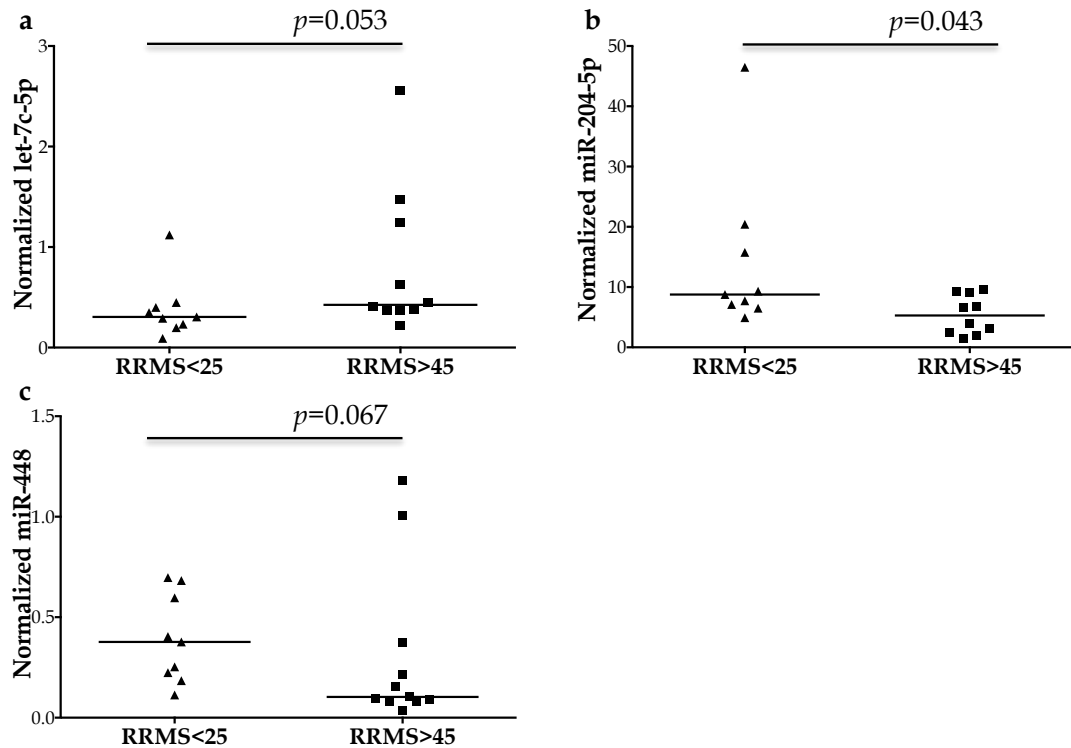 a
p=0.053
Normalized let-7c-5p
3
2
1
0
RRMS<25 RRMS>45
b
p=0.043
Normalized miR-204-5p
50
40
30
20
10
0
RRMS<25 RRMS>45
c
p=0.067
Normalized miR-448
1.5
1.0
0.5
0.0
RRMS<25 RRMS>45